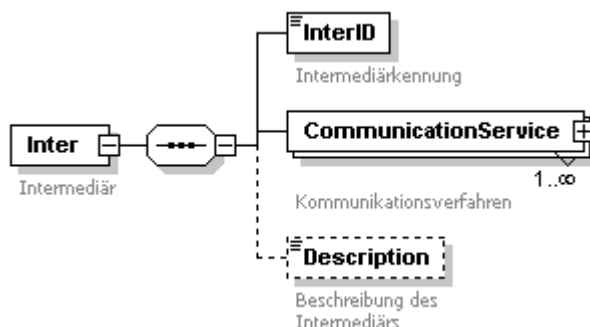 InterID
Intermediärkennung
Inter
Intermediär
CommunicationService
1..∞
Kommunikationsverfahren
Description
Beschreibung des
Intermediärs